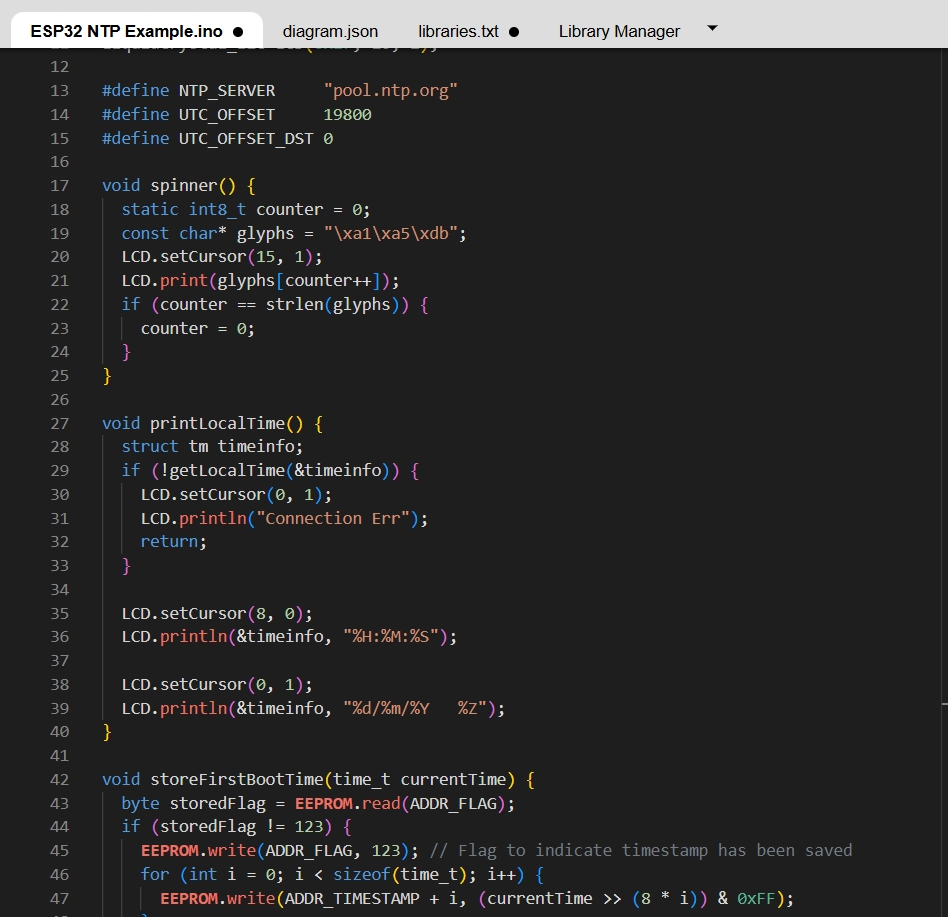 ESP32 NTP Example.ino ● diagram.json libraries.txt ● Library Manager
12
13 #define NTP_SERVER     "pool.ntp.org"
14 #define UTC_OFFSET     19800
15 #define UTC_OFFSET_DST 0
16
17 void spinner() {
18   static int8_t counter = 0;
19   const char* glyphs = "\xa1\xa5\xdb";
20   LCD.setCursor(15, 1);
21   LCD.print(glyphs[counter++]);
22   if (counter == strlen(glyphs)) {
23     counter = 0;
24   }
25 }
26
27 void printLocalTime() {
28   struct tm timeinfo;
29   if (!getLocalTime(&timeinfo)) {
30     LCD.setCursor(0, 1);
31     LCD.println("Connection Err");
32     return;
33   }
34
35   LCD.setCursor(8, 0);
36   LCD.println(&timeinfo, "%H:%M:%S");
37
38   LCD.setCursor(0, 1);
39   LCD.println(&timeinfo, "%d/%m/%Y   %Z");
40 }
41
42 void storeFirstBootTime(time_t currentTime) {
43   byte storedFlag = EEPROM.read(ADDR_FLAG);
44   if (storedFlag != 123) {
45     EEPROM.write(ADDR_FLAG, 123); // Flag to indicate timestamp has been saved
46     for (int i = 0; i < sizeof(time_t); i++) {
47       EEPROM.write(ADDR_TIMESTAMP + i, (currentTime >> (8 * i)) & 0xFF);